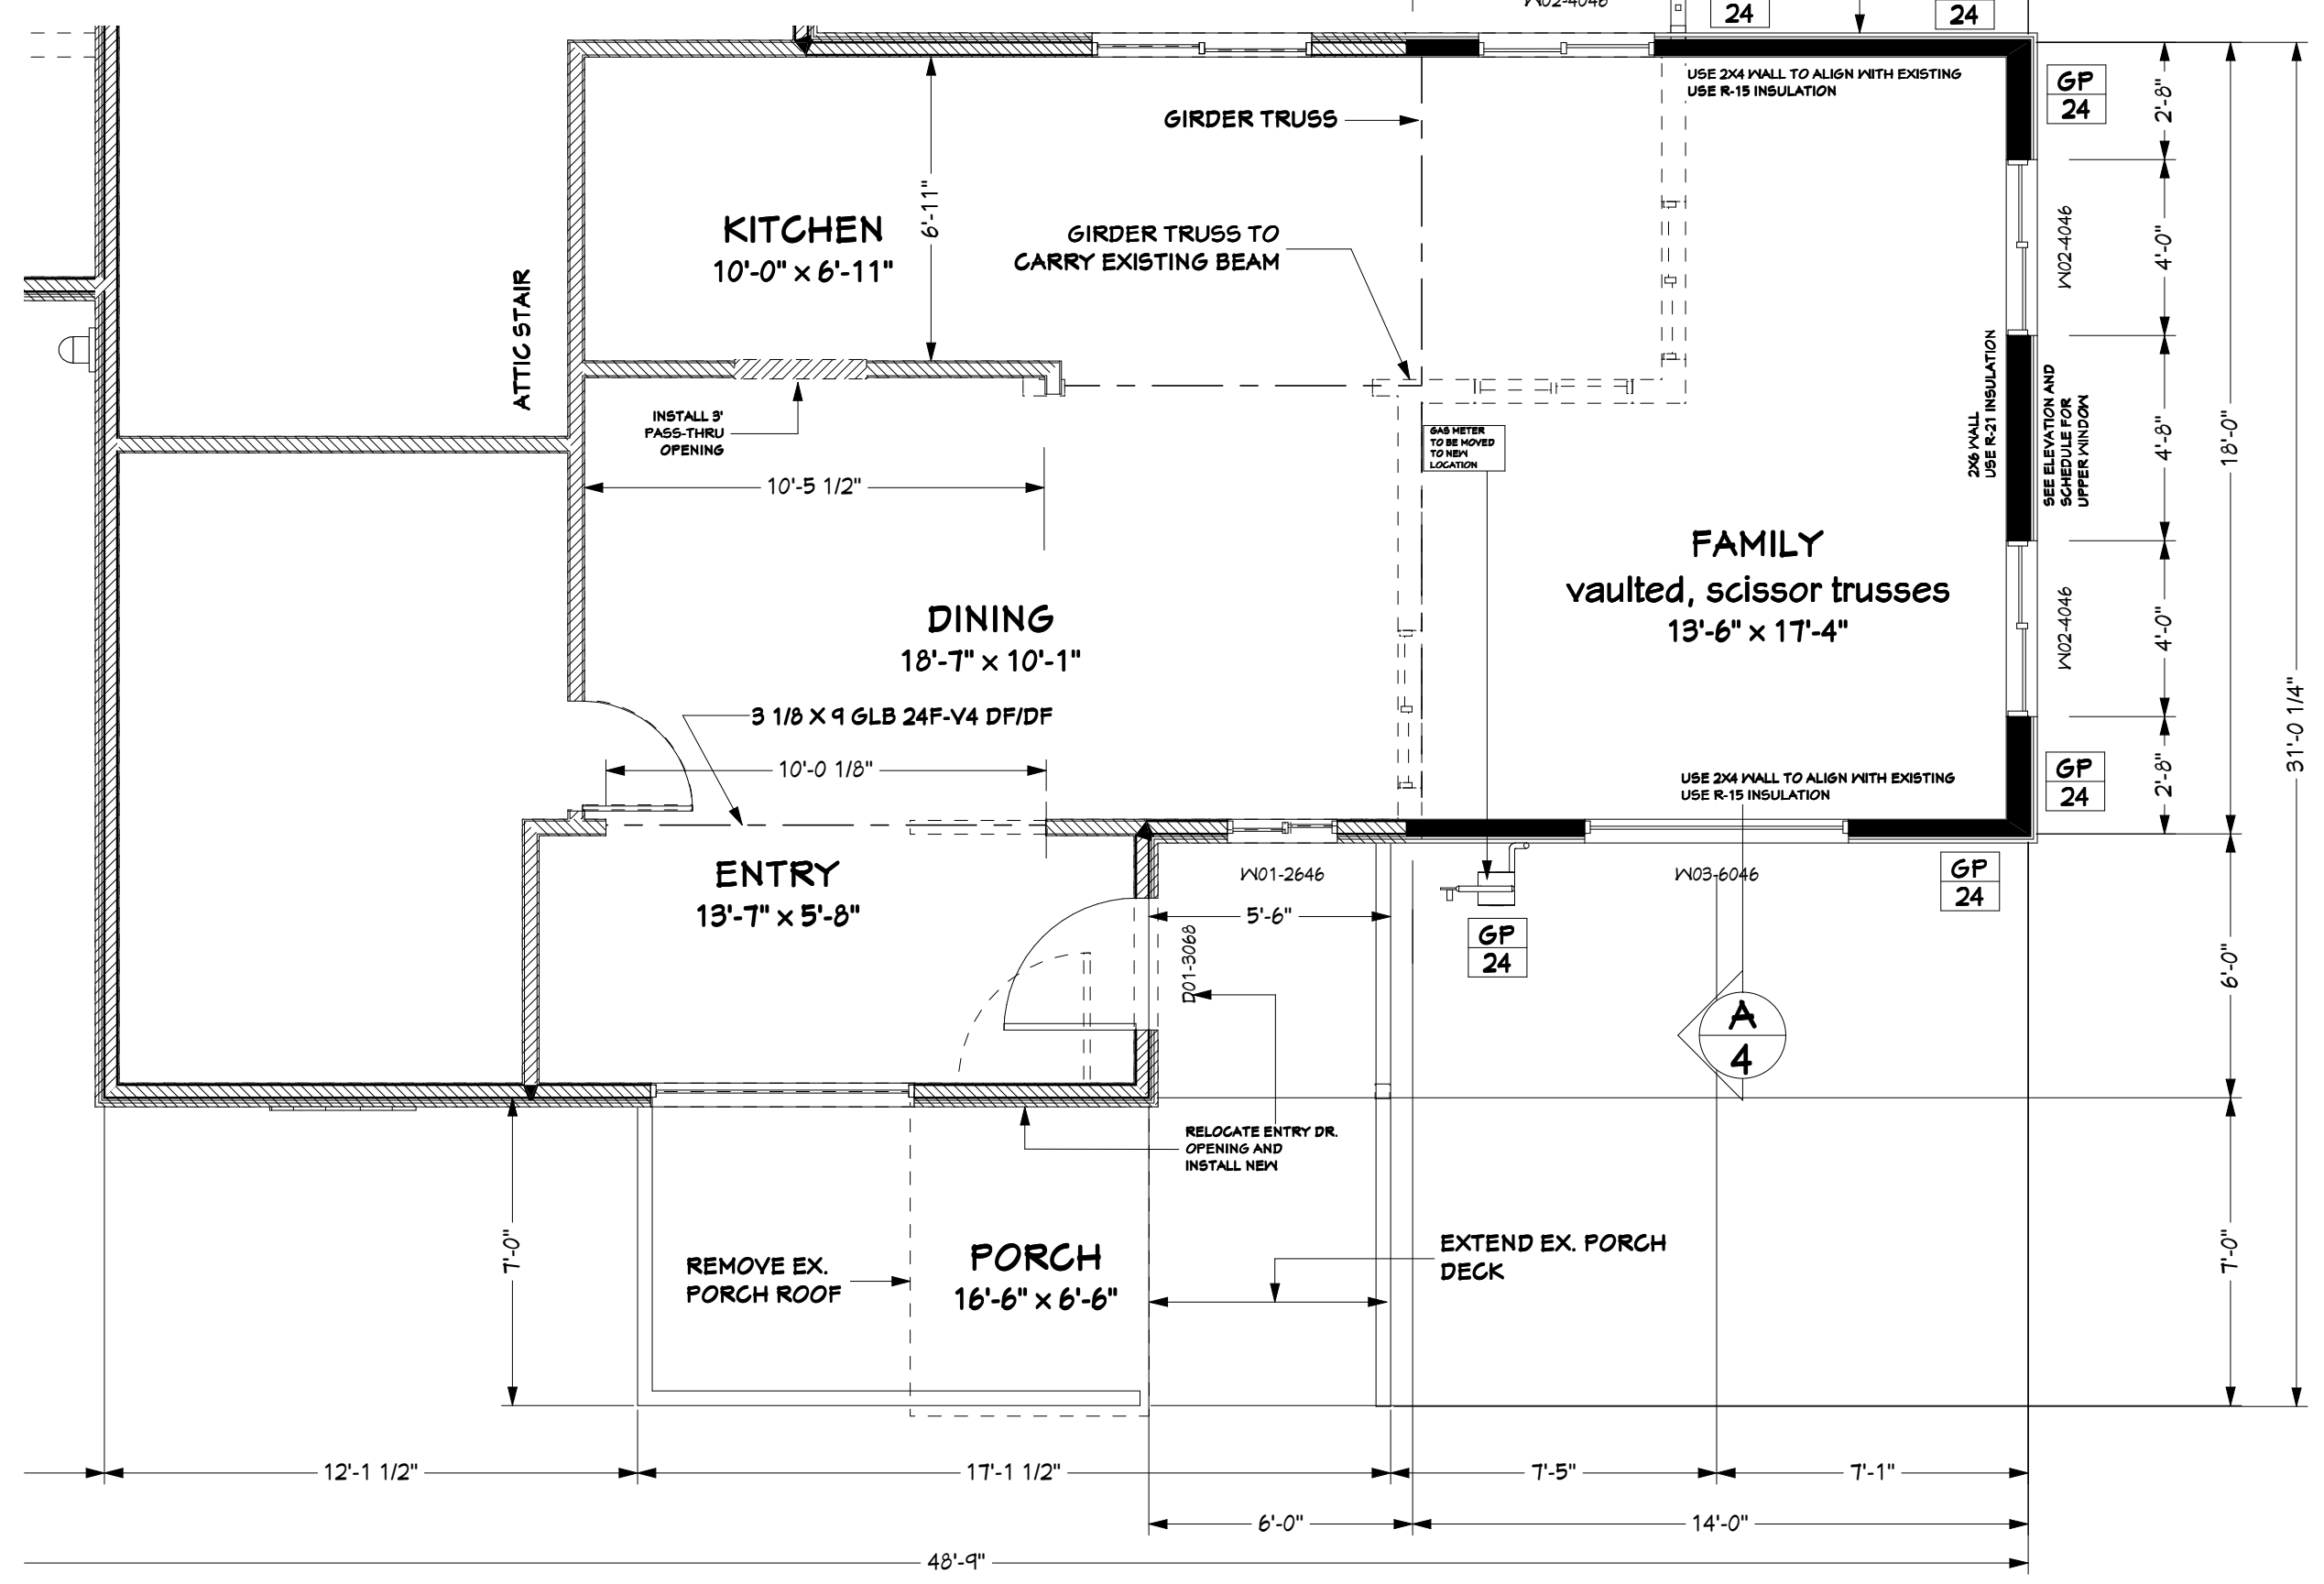 W02-4046
24
24
USE 2X4 WALL TO ALIGN WITH EXISTING
USE R-15 INSULATION
GP
24
2'-8"
GIRDER TRUSS
KITCHEN
10'-0" x 6'-11"
6'-11"
GIRDER TRUSS TO
CARRY EXISTING BEAM
W02-4046
4'-0"
ATTIC STAIR
INSTALL 3'
PASS-THRU
OPENING
GAS METER
TO BE MOVED
TO NEW
LOCATION
2X6 WALL
USE R-21 INSULATION
SEE ELEVATION AND
SCHEDULE FOR
UPPER WINDOW
4'-8"
18'-0"
10'-5 1/2"
FAMILY
vaulted, scissor trusses
13'-6" x 17'-4"
DINING
18'-7" x 10'-1"
W02-4046
4'-0"
31'-0 1/4"
3 1/8 X 9 GLB 24F-V4 DF/DF
10'-0 1/8"
USE 2X4 WALL TO ALIGN WITH EXISTING
USE R-15 INSULATION
GP
24
2'-8"
ENTRY
13'-7" x 5'-8"
W01-2646
5'-6"
W03-6046
GP
24
D01-3068
GP
24
6'-0"
A
4
RELOCATE ENTRY DR.
OPENING AND
INSTALL NEW
7'-0"
REMOVE EX.
PORCH ROOF
PORCH
16'-6" x 6'-6"
EXTEND EX. PORCH
DECK
7'-0"
12'-1 1/2"
17'-1 1/2"
7'-5"
7'-1"
6'-0"
14'-0"
48'-9"